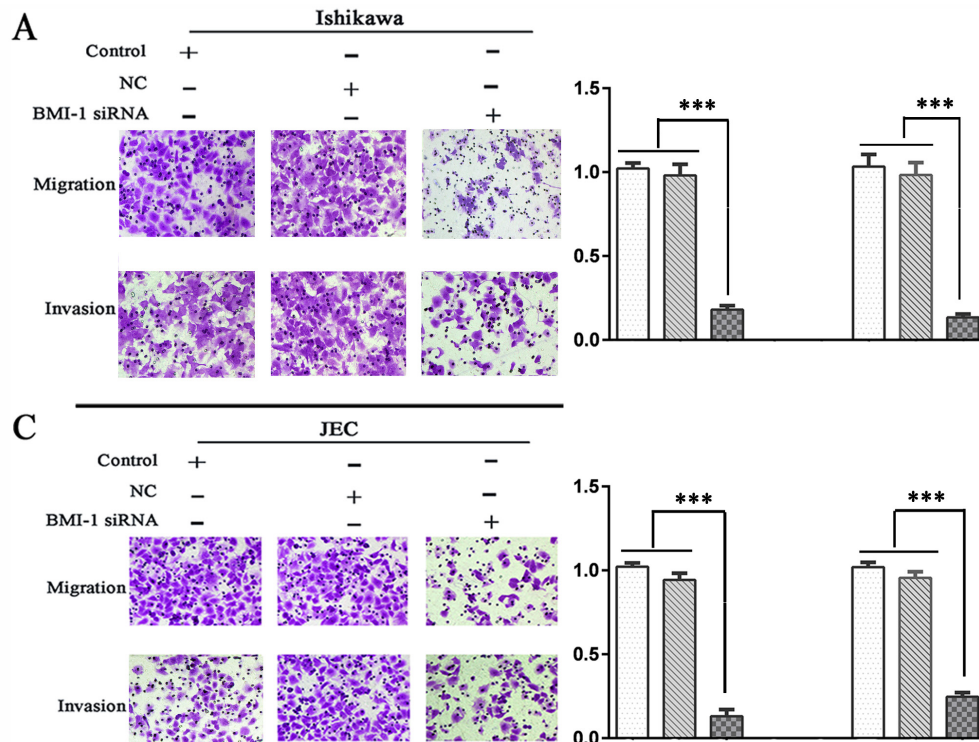 A
Ishikawa
Control + - -
NC - + -
BMI-1 siRNA - - +
Migration
Invasion
1.5
1.0
0.5
0.0
***
***
C
JEC
Control + - -
NC - + -
BMI-1 siRNA - - +
Migration
Invasion
1.5
1.0
0.5
0.0
***
***